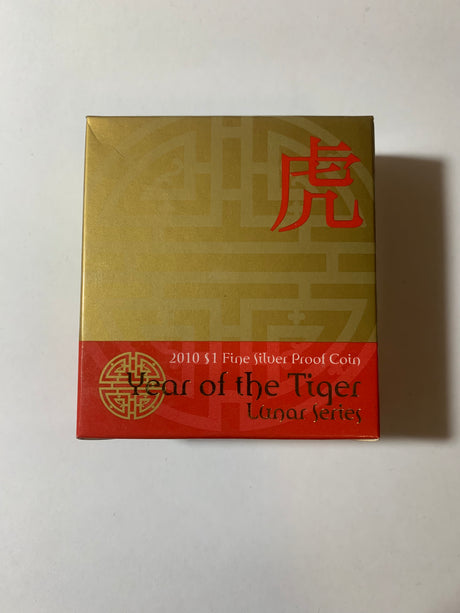 虎
2010 $1 Fine Silver Proof Coin
Year of the Tiger
Lunar Series